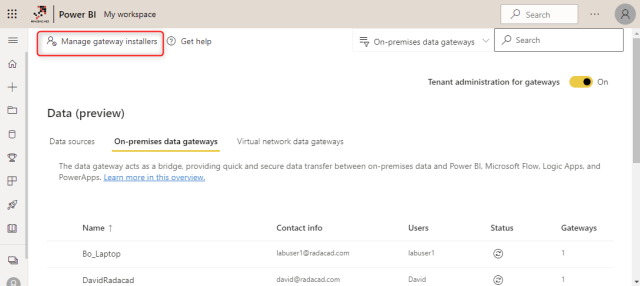 Power BI My workspace
Search
Manage gateway installers
Get help
On-premises data gateways
Search
Tenant administration for gateways
On
Data (preview)
Data sources
On-premises data gateways
Virtual network data gateways
The data gateway acts as a bridge, providing quick and secure data transfer between on-premises data and Power BI, Microsoft Flow, Logic Apps, and
PowerApps. Learn more in this overview.
Name ↑ Contact info Users Status Gateways
Bo_Laptop labuser1@radacad.com labuser1 1
DavidRadacad david@radacad.com David 1